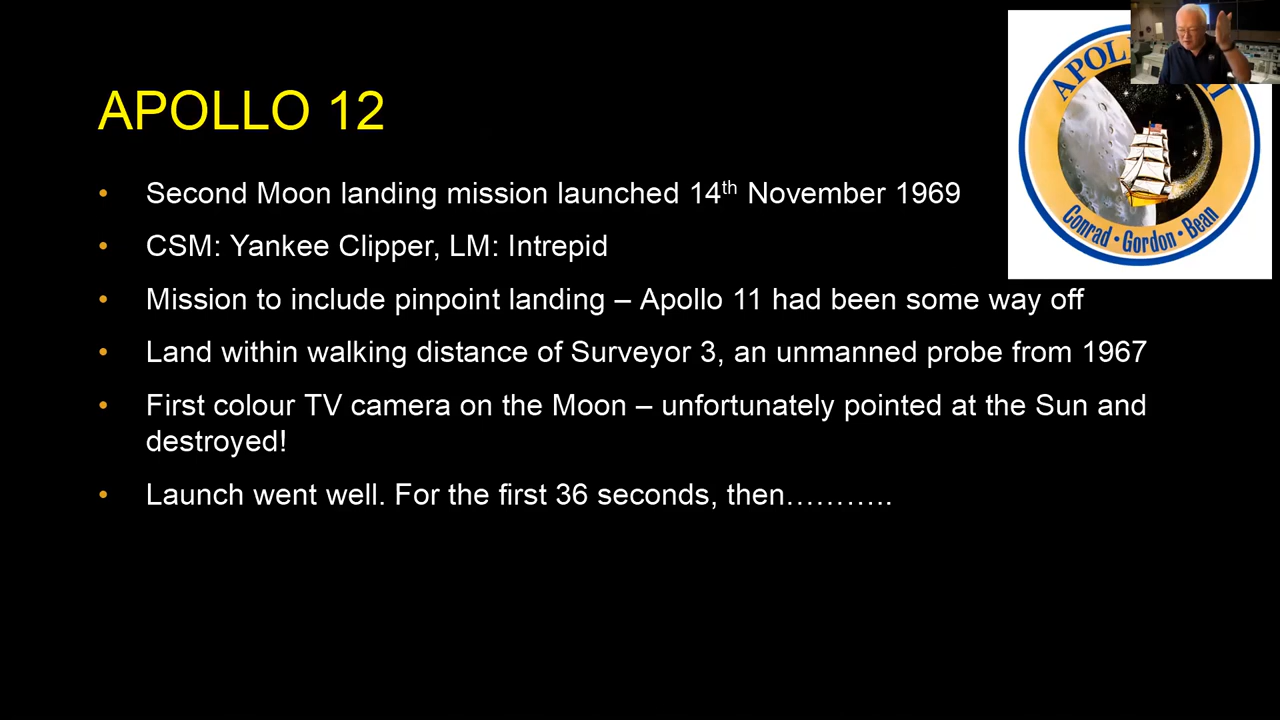 APOLLO 12
• Second Moon landing mission launched 14th November 1969
• CSM: Yankee Clipper, LM: Intrepid
• Mission to include pinpoint landing – Apollo 11 had been some way off
• Land within walking distance of Surveyor 3, an unmanned probe from 1967
• First colour TV camera on the Moon – unfortunately pointed at the Sun and
destroyed!
• Launch went well. For the first 36 seconds, then………..
Conrad • Gordon • Bean